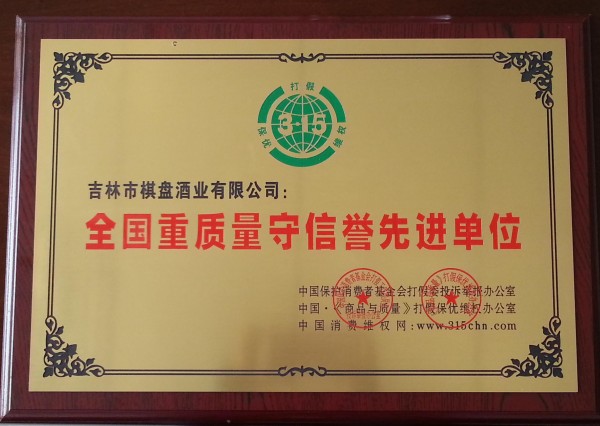 打假
3·15
维权
吉林市棋盘酒业有限公司：
全国重质量守信誉先进单位
中国保护消费者基金会打假委投诉举报办公室
中国·《商品与质量》打假保优维权办公室
中国消费维权网：www.315chn.com